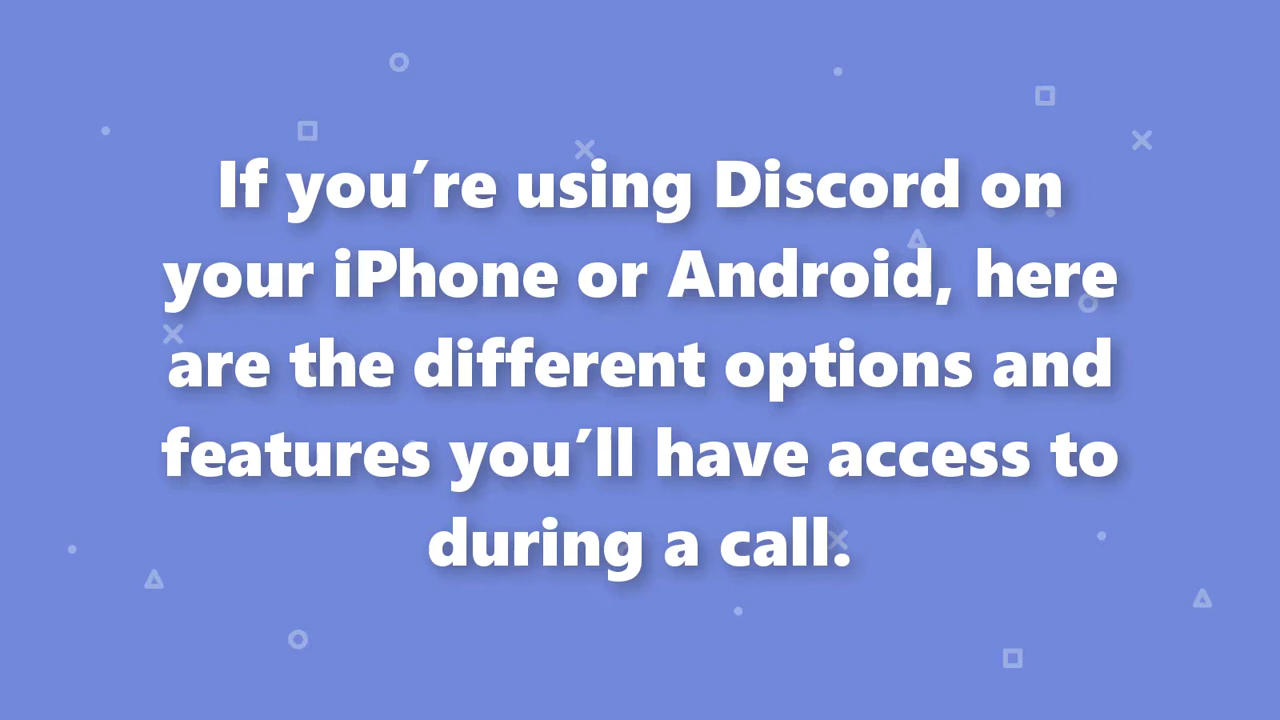 If you′re using Discord on
your iPhone or Android, here
are the different options and
features you′ll have access to
during a call.